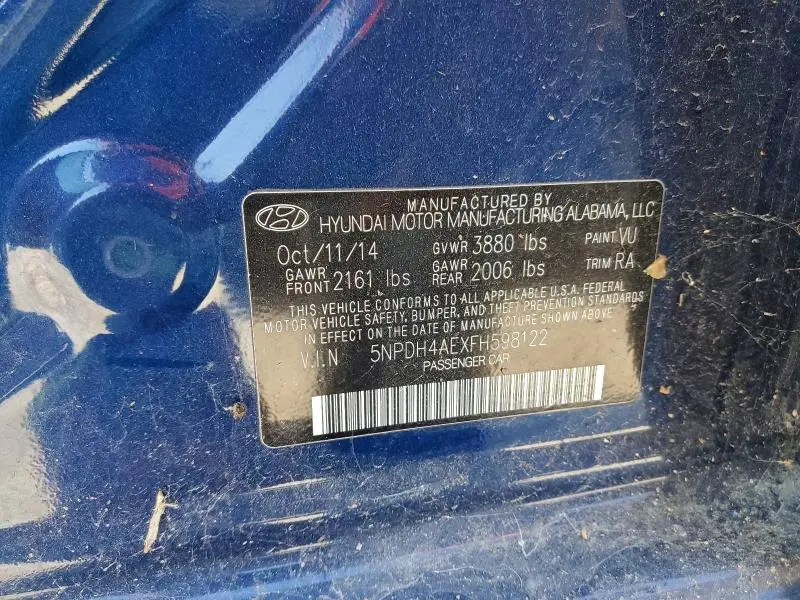 MANUFACTURED BY
HYUNDAI MOTOR MANUFACTURING ALABAMA, LLC
Oct/11/14 GVWR 3880 lbs PAINT VU
GAWR FRONT 2161 lbs GAWR REAR 2006 lbs TRIM RA
THIS VEHICLE CONFORMS TO ALL APPLICABLE U.S.A. FEDERAL
MOTOR VEHICLE SAFETY, BUMPER, AND THEFT PREVENTION STANDARDS
IN EFFECT ON THE DATE OF MANUFACTURE SHOWN ABOVE
V.I.N 5NPDH4AEXFH598122
PASSENGER CAR